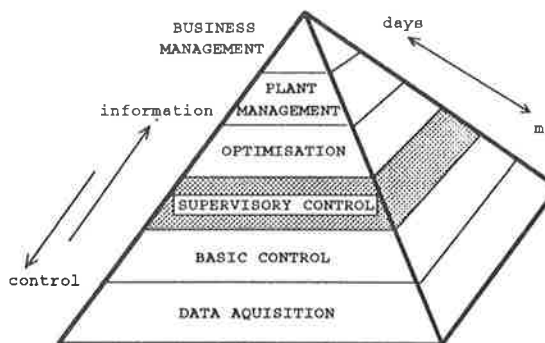 BUSINESS
MANAGEMENT
days
PLANT
MANAGEMENT
information
m
OPTIMISATION
SUPERVISORY CONTROL
BASIC CONTROL
control
DATA AQUISITION